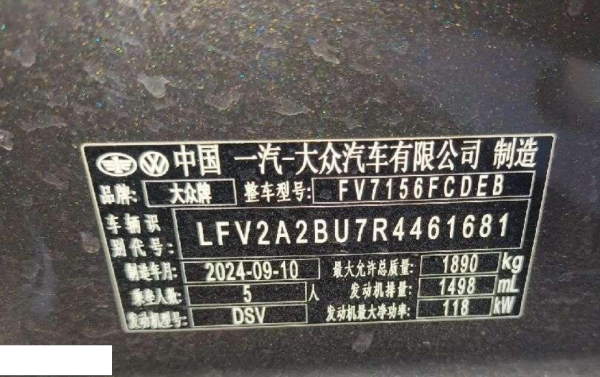 中国 一汽-大众汽车有限公司 制造
品牌: 大众牌 整车型号: FV7156FCDEB
车辆识别代号: LFV2A2BU7R4461681
制造年月: 2024-09-10 最大允许总质量: 1890 kg
乘坐人数: 5 人 发动机排量: 1498 mL
发动机型号: DSV 发动机最大净功率: 118 kW